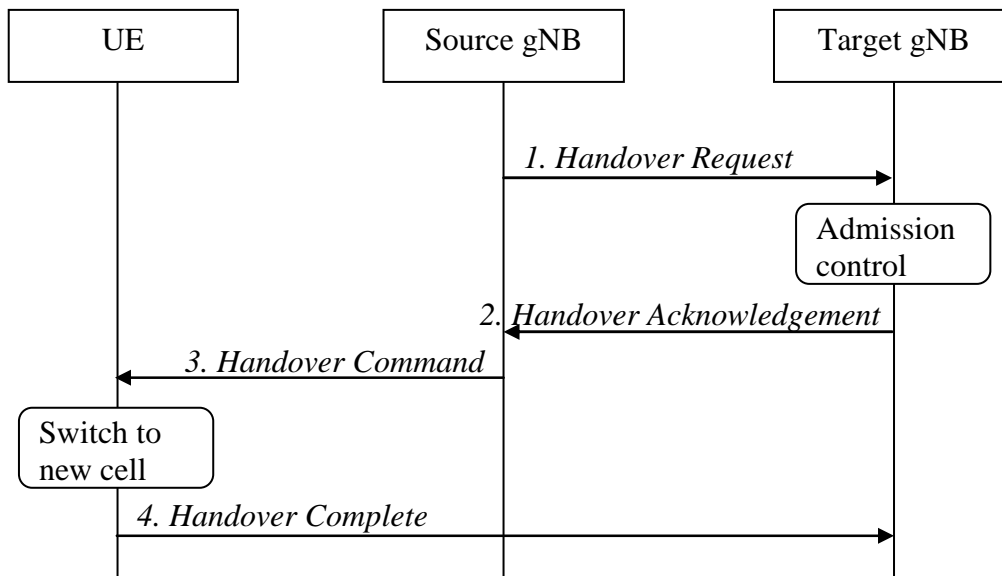 UE
Source gNB
Target gNB
1. Handover Request
Admission
control
2. Handover Acknowledgement
3. Handover Command
Switch to
new cell
4. Handover Complete